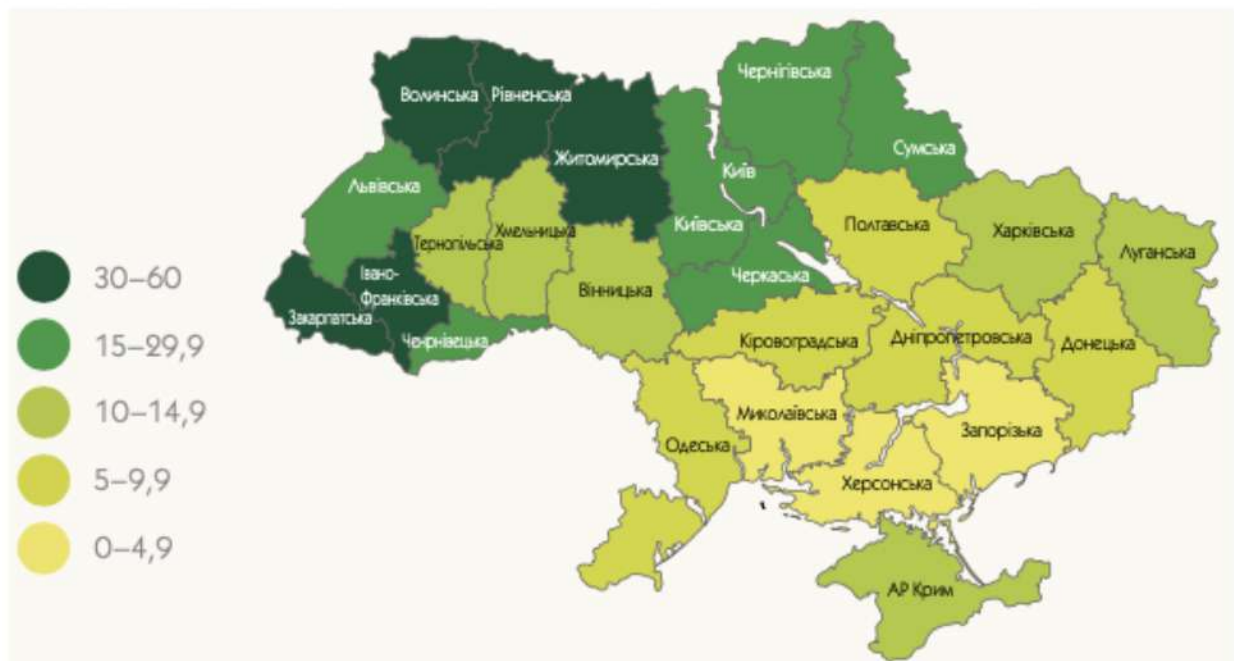 Чернігівська
Волинська
Рівненська
Сумська
Житомирська
Київ
Львівська
Київська
Полтавська
Харківська
Хмельницька
Тернопільська
Луганська
Черкаська
Івано-
Франківська
Вінницька
Закарпатська
Чернівецька
Кіровоградська
Дніпропетровська
Донецька
Миколаївська
Запорізька
Одеська
Херсонська
АР Крим
30–60
15–29,9
10–14,9
5–9,9
0–4,9